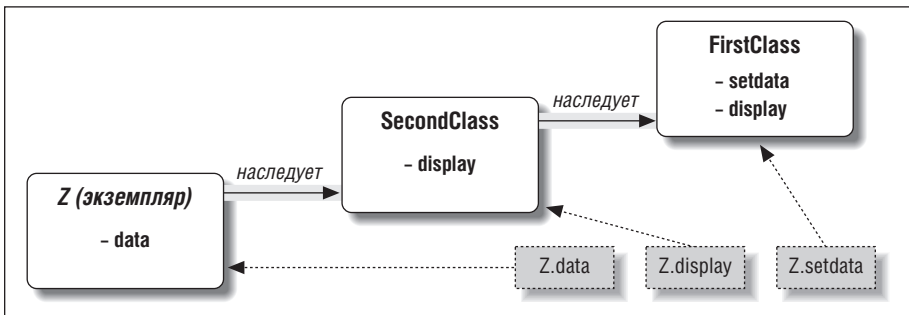 FirstClass
– setdata
– display
наследует
SecondClass
– display
наследует
Z (экземпляр)
– data
Z.data
Z.display
Z.setdata